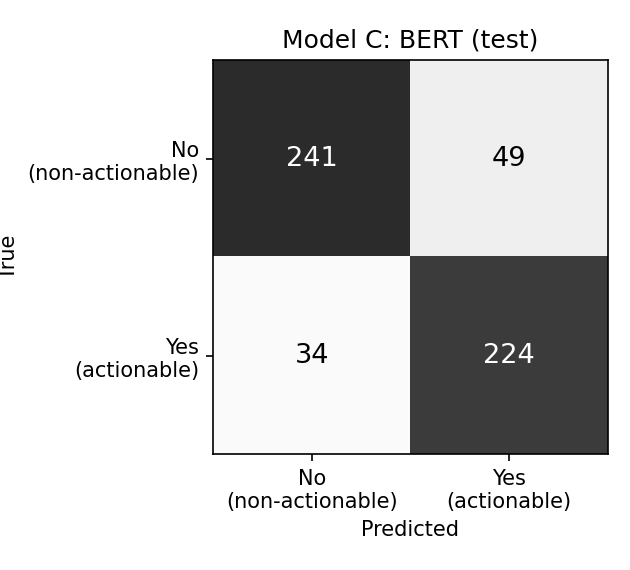 Model C: BERT (test)
No
(non-actionable)
241
49
True
Yes
(actionable)
34
224
No
(non-actionable)
Yes
(actionable)
Predicted